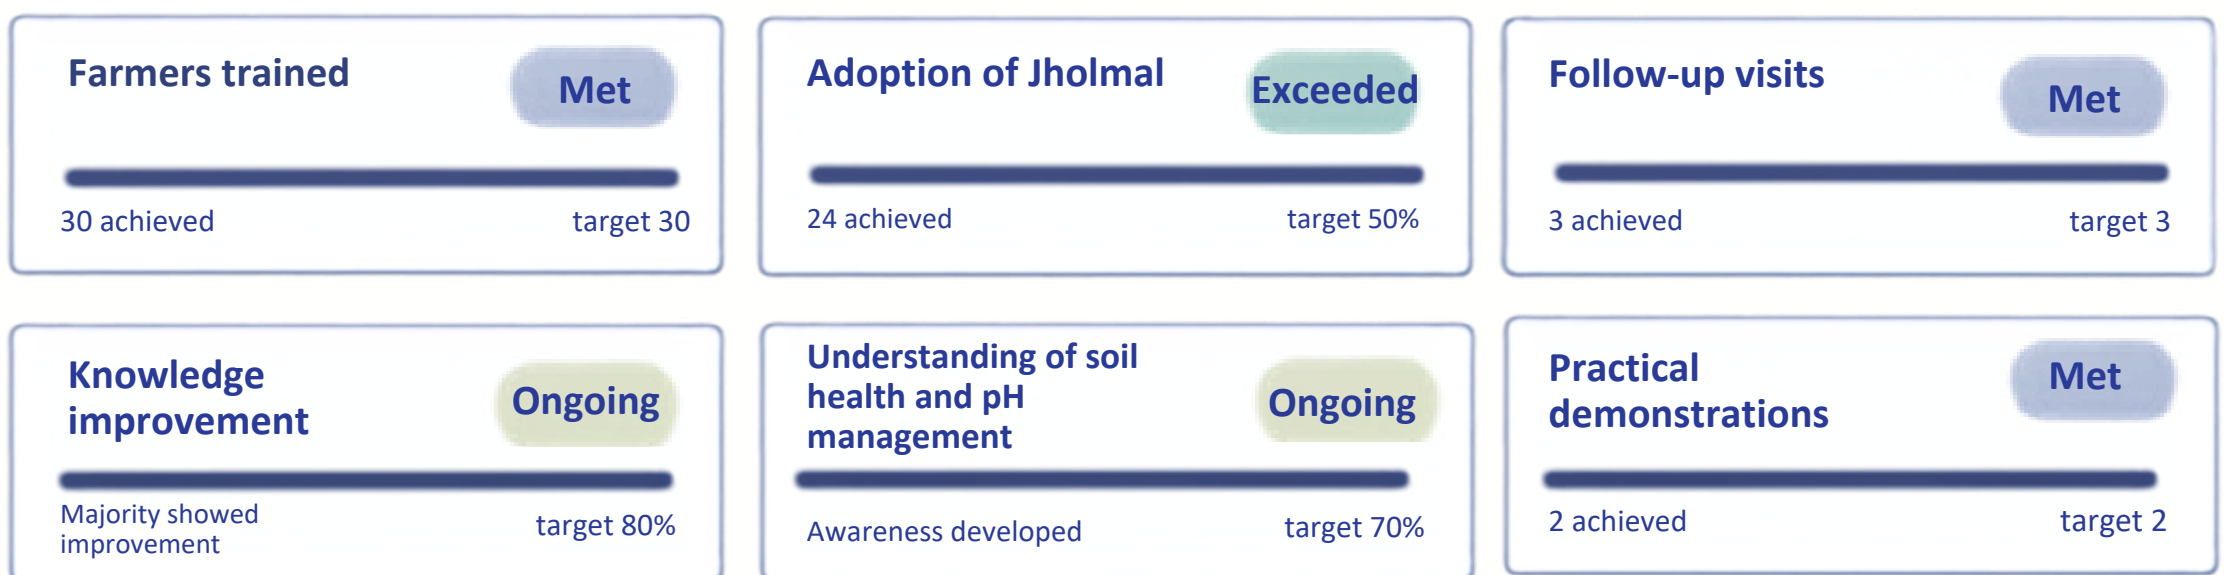 Farmers trained
Met
30 achieved
target 30
Adoption of Jholmal
Exceeded
24 achieved
target 50%
Follow-up visits
Met
3 achieved
target 3
Knowledge
improvement
Ongoing
Majority showed
improvement
target 80%
Understanding of soil
health and pH
management
Ongoing
Awareness developed
target 70%
Practical
demonstrations
Met
2 achieved
target 2